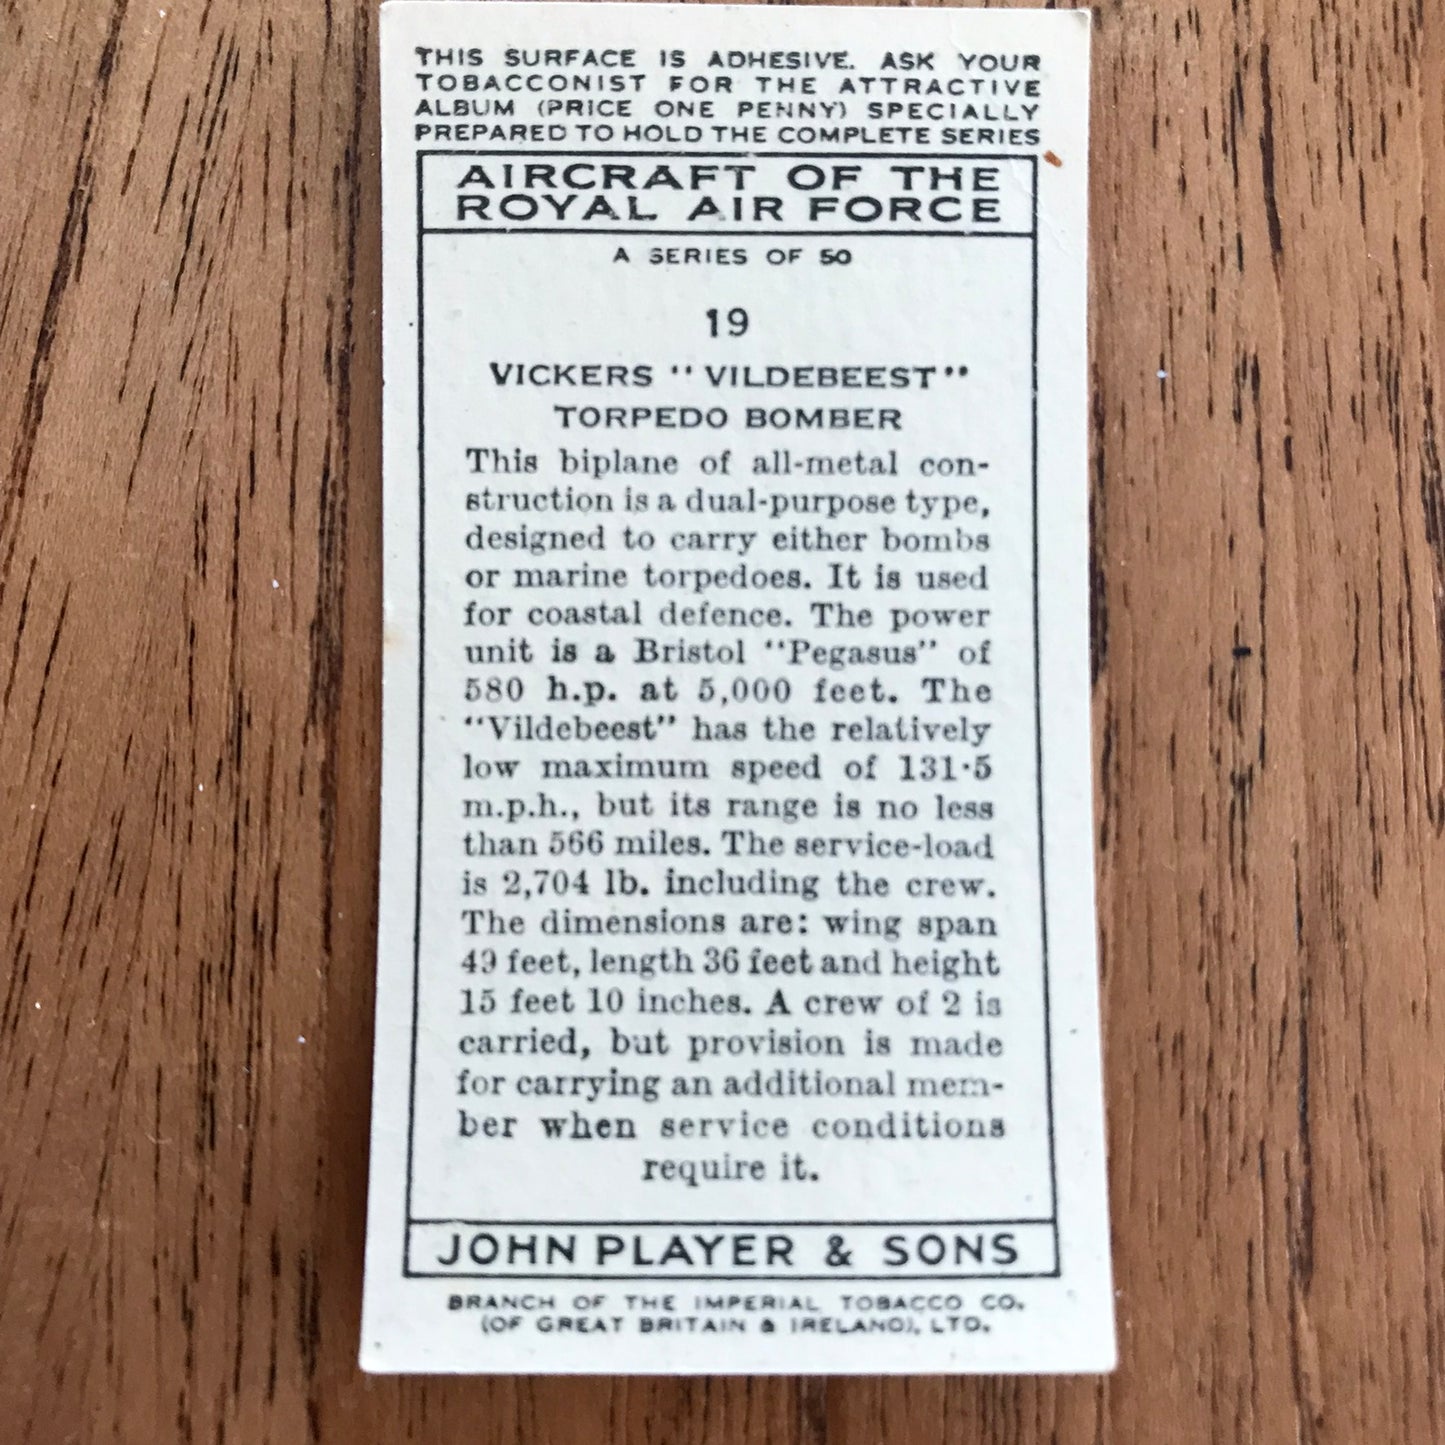 THIS SURFACE IS ADHESIVE. ASK YOUR
TOBACCONIST FOR THE ATTRACTIVE
ALBUM (PRICE ONE PENNY) SPECIALLY
PREPARED TO HOLD THE COMPLETE SERIES
AIRCRAFT OF THE
ROYAL AIR FORCE
A SERIES OF 50
19
VICKERS "VILDEBEEST"
TORPEDO BOMBER
This biplane of all-metal con-
struction is a dual-purpose type,
designed to carry either bombs
or marine torpedoes. It is used
for coastal defence. The power
unit is a Bristol "Pegasus" of
580 h.p. at 5,000 feet. The
"Vildebeest" has the relatively
low maximum speed of 131·5
m.p.h., but its range is no less
than 566 miles. The service-load
is 2,704 lb. including the crew.
The dimensions are: wing span
49 feet, length 36 feet and height
15 feet 10 inches. A crew of 2 is
carried, but provision is made
for carrying an additional mem-
ber when service conditions
require it.
JOHN PLAYER & SONS
BRANCH OF THE IMPERIAL TOBACCO CO.
(OF GREAT BRITAIN & IRELAND), LTD.